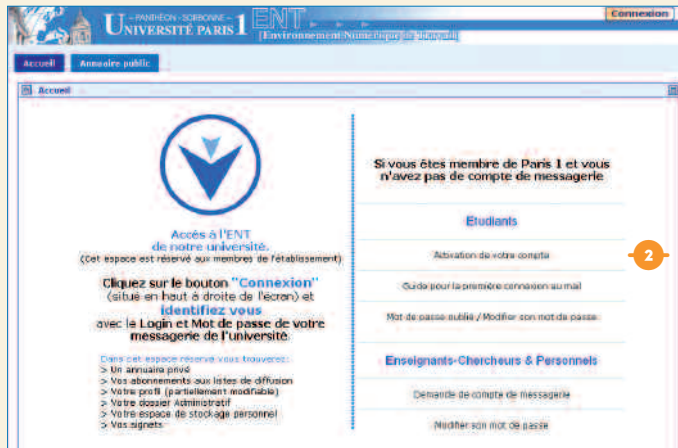 - PANTHÉON - SORBONNE -
UNIVERSITÉ PARIS 1
ENT
[Environnement Numérique de Travail]
Connexion
Accueil
Annuaire public
Accueil
Accès à l'ENT
de notre université.
(Cet espace est réservé aux membres de l'établissement)
Cliquez sur le bouton "Connexion"
(situé en haut à droite de l'écran) et
identifiez vous
avec le Login et Mot de passe de votre
messagerie de l'université.
Dans cet espace réservé vous trouverez:
> Un annuaire privé
> Vos abonnements aux listes de diffusion
> Votre profil (partiellement modifiable)
> Votre dossier Administratif
> Votre espace de stockage personnel
> Vos signets
Si vous êtes membre de Paris 1 et vous
n'avez pas de compte de messagerie
Etudiants
Activation de votre compte
2
Guide pour la première connexion au mail
Mot de passe oublié / Modifier son mot de passe
Enseignants-Chercheurs & Personnels
Demande de compte de messagerie
Modifier son mot de passe